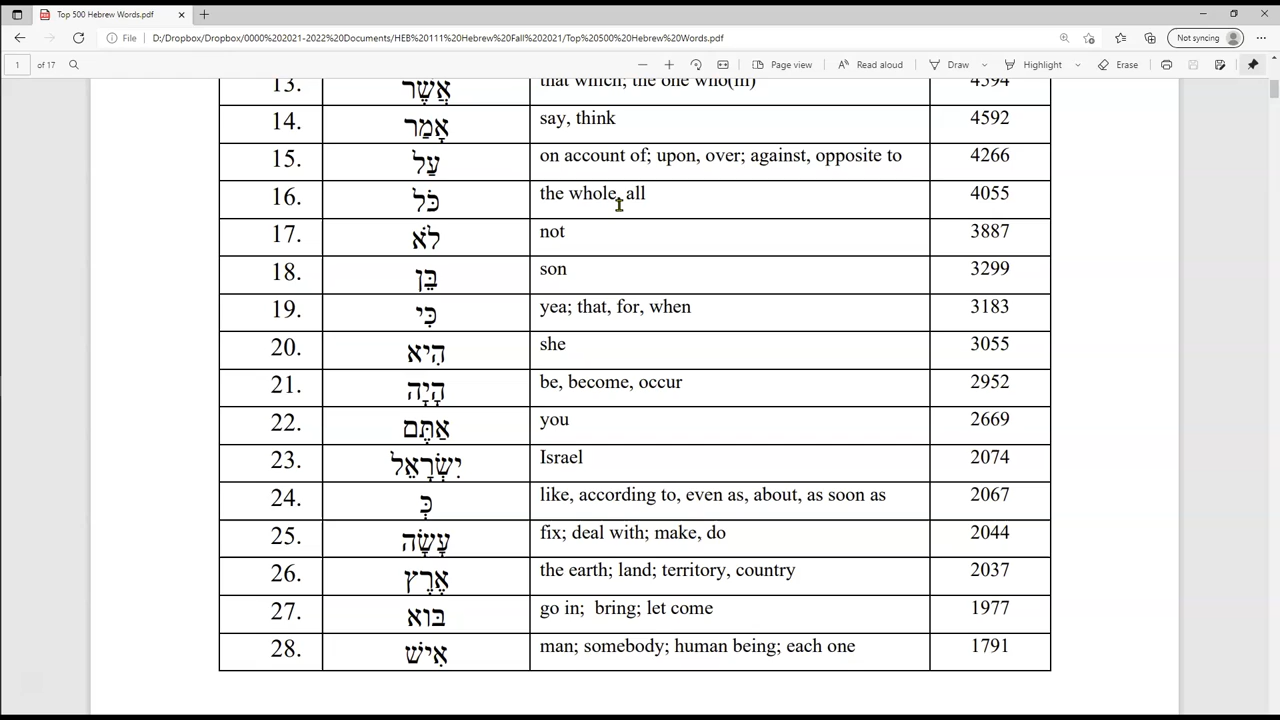 Top 500 Hebrew Words.pdf
File D:/Dropbox/Dropbox/0000%202021-2022%20Documents/HEB%20111%20Hebrew%20Fall%202021/Top%20500%20Hebrew%20Words.pdf Not syncing
1 of 17 Page view Read aloud Draw Highlight Erase
13. אֲשֶׁר that which; the one who(m) 4594
14. אָמַר say, think 4592
15. עַל on account of; upon, over; against, opposite to 4266
16. כֹּל the whole, all 4055
17. לֹא not 3887
18. בֵּן son 3299
19. כִּי yea; that, for, when 3183
20. הִיא she 3055
21. הָיָה be, become, occur 2952
22. אַתֶּם you 2669
23. יִשְׂרָאֵל Israel 2074
24. כְּ like, according to, even as, about, as soon as 2067
25. עָשָׂה fix; deal with; make, do 2044
26. אֶרֶץ the earth; land; territory, country 2037
27. בּוֹא go in; bring; let come 1977
28. אִישׁ man; somebody; human being; each one 1791